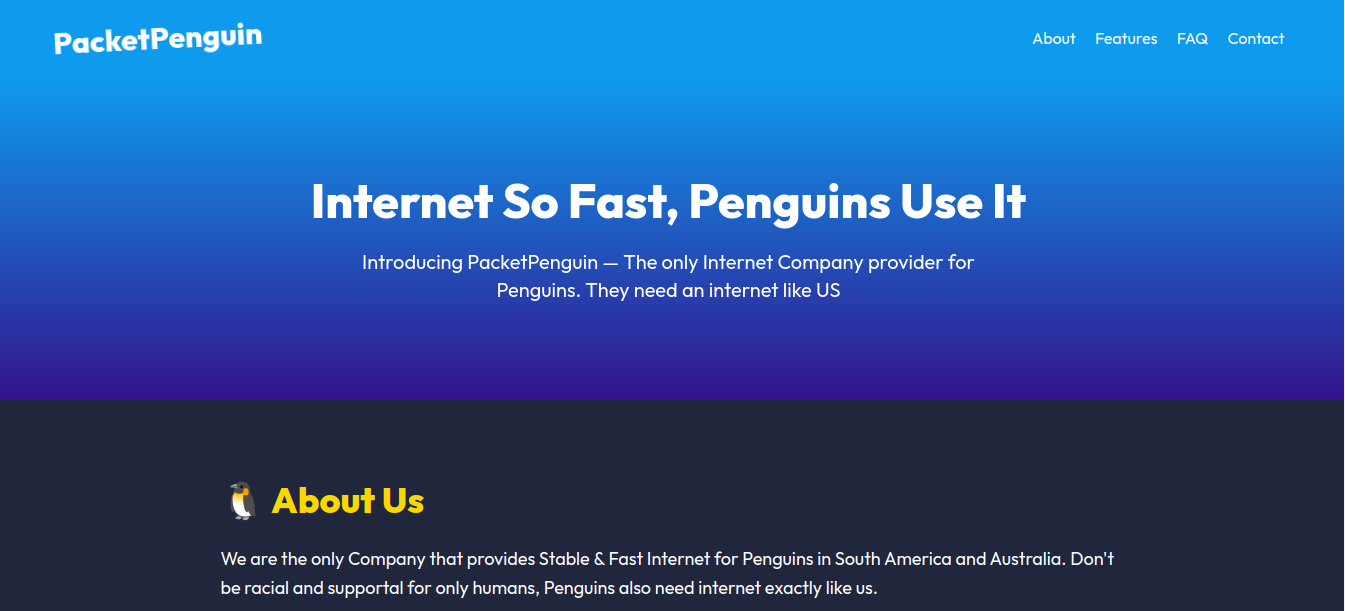 PacketPenguin
About Features FAQ Contact
Internet So Fast, Penguins Use It
Introducing PacketPenguin — The only Internet Company provider for
Penguins. They need an internet like US
🐧 About Us
We are the only Company that provides Stable & Fast Internet for Penguins in South America and Australia. Don't
be racial and supportal for only humans, Penguins also need internet exactly like us.